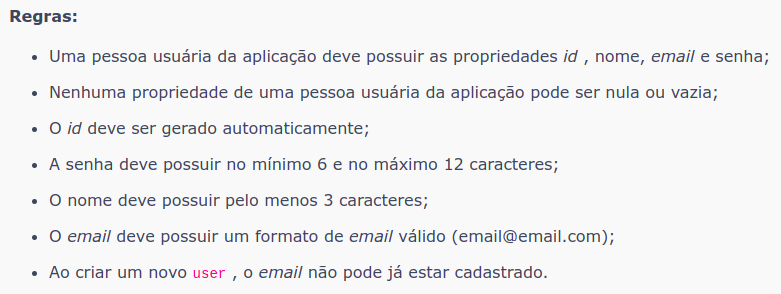 Regras:
Uma pessoa usuária da aplicação deve possuir as propriedades id , nome, email e senha;
Nenhuma propriedade de uma pessoa usuária da aplicação pode ser nula ou vazia;
O id deve ser gerado automaticamente;
A senha deve possuir no mínimo 6 e no máximo 12 caracteres;
O nome deve possuir pelo menos 3 caracteres;
O email deve possuir um formato de email válido (email@email.com);
Ao criar um novo user , o email não pode já estar cadastrado.